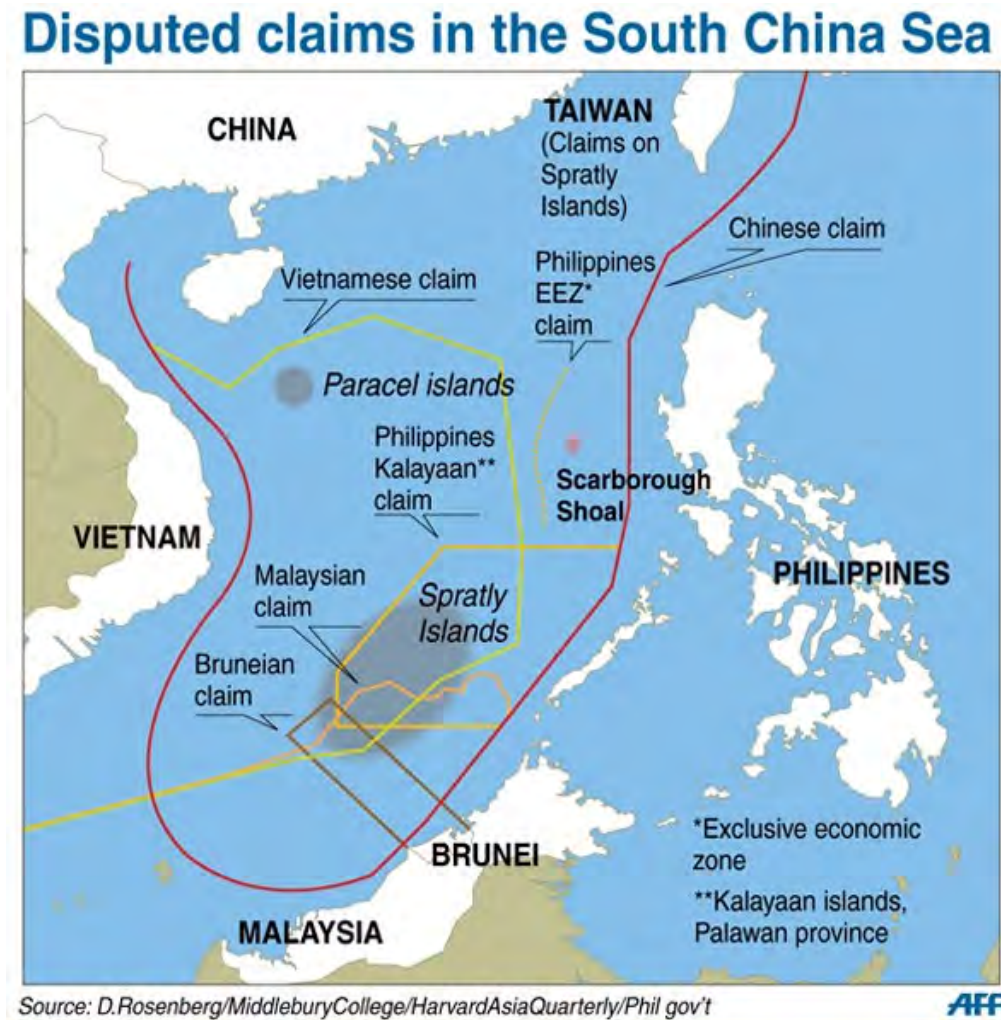 Disputed claims in the South China Sea
CHINA
TAIWAN
(Claims on
Spratly
Islands)
Chinese claim
Vietnamese claim
Philippines
EEZ*
claim
Paracel islands
Philippines
Kalayaan**
claim
Scarborough
Shoal
VIETNAM
PHILIPPINES
Malaysian
claim
Spratly
Islands
Bruneian
claim
BRUNEI
MALAYSIA
*Exclusive economic
zone
**Kalayaan islands,
Palawan province
Source: D.Rosenberg/MiddleburyCollege/HarvardAsiaQuarterly/Phil gov't
AFP